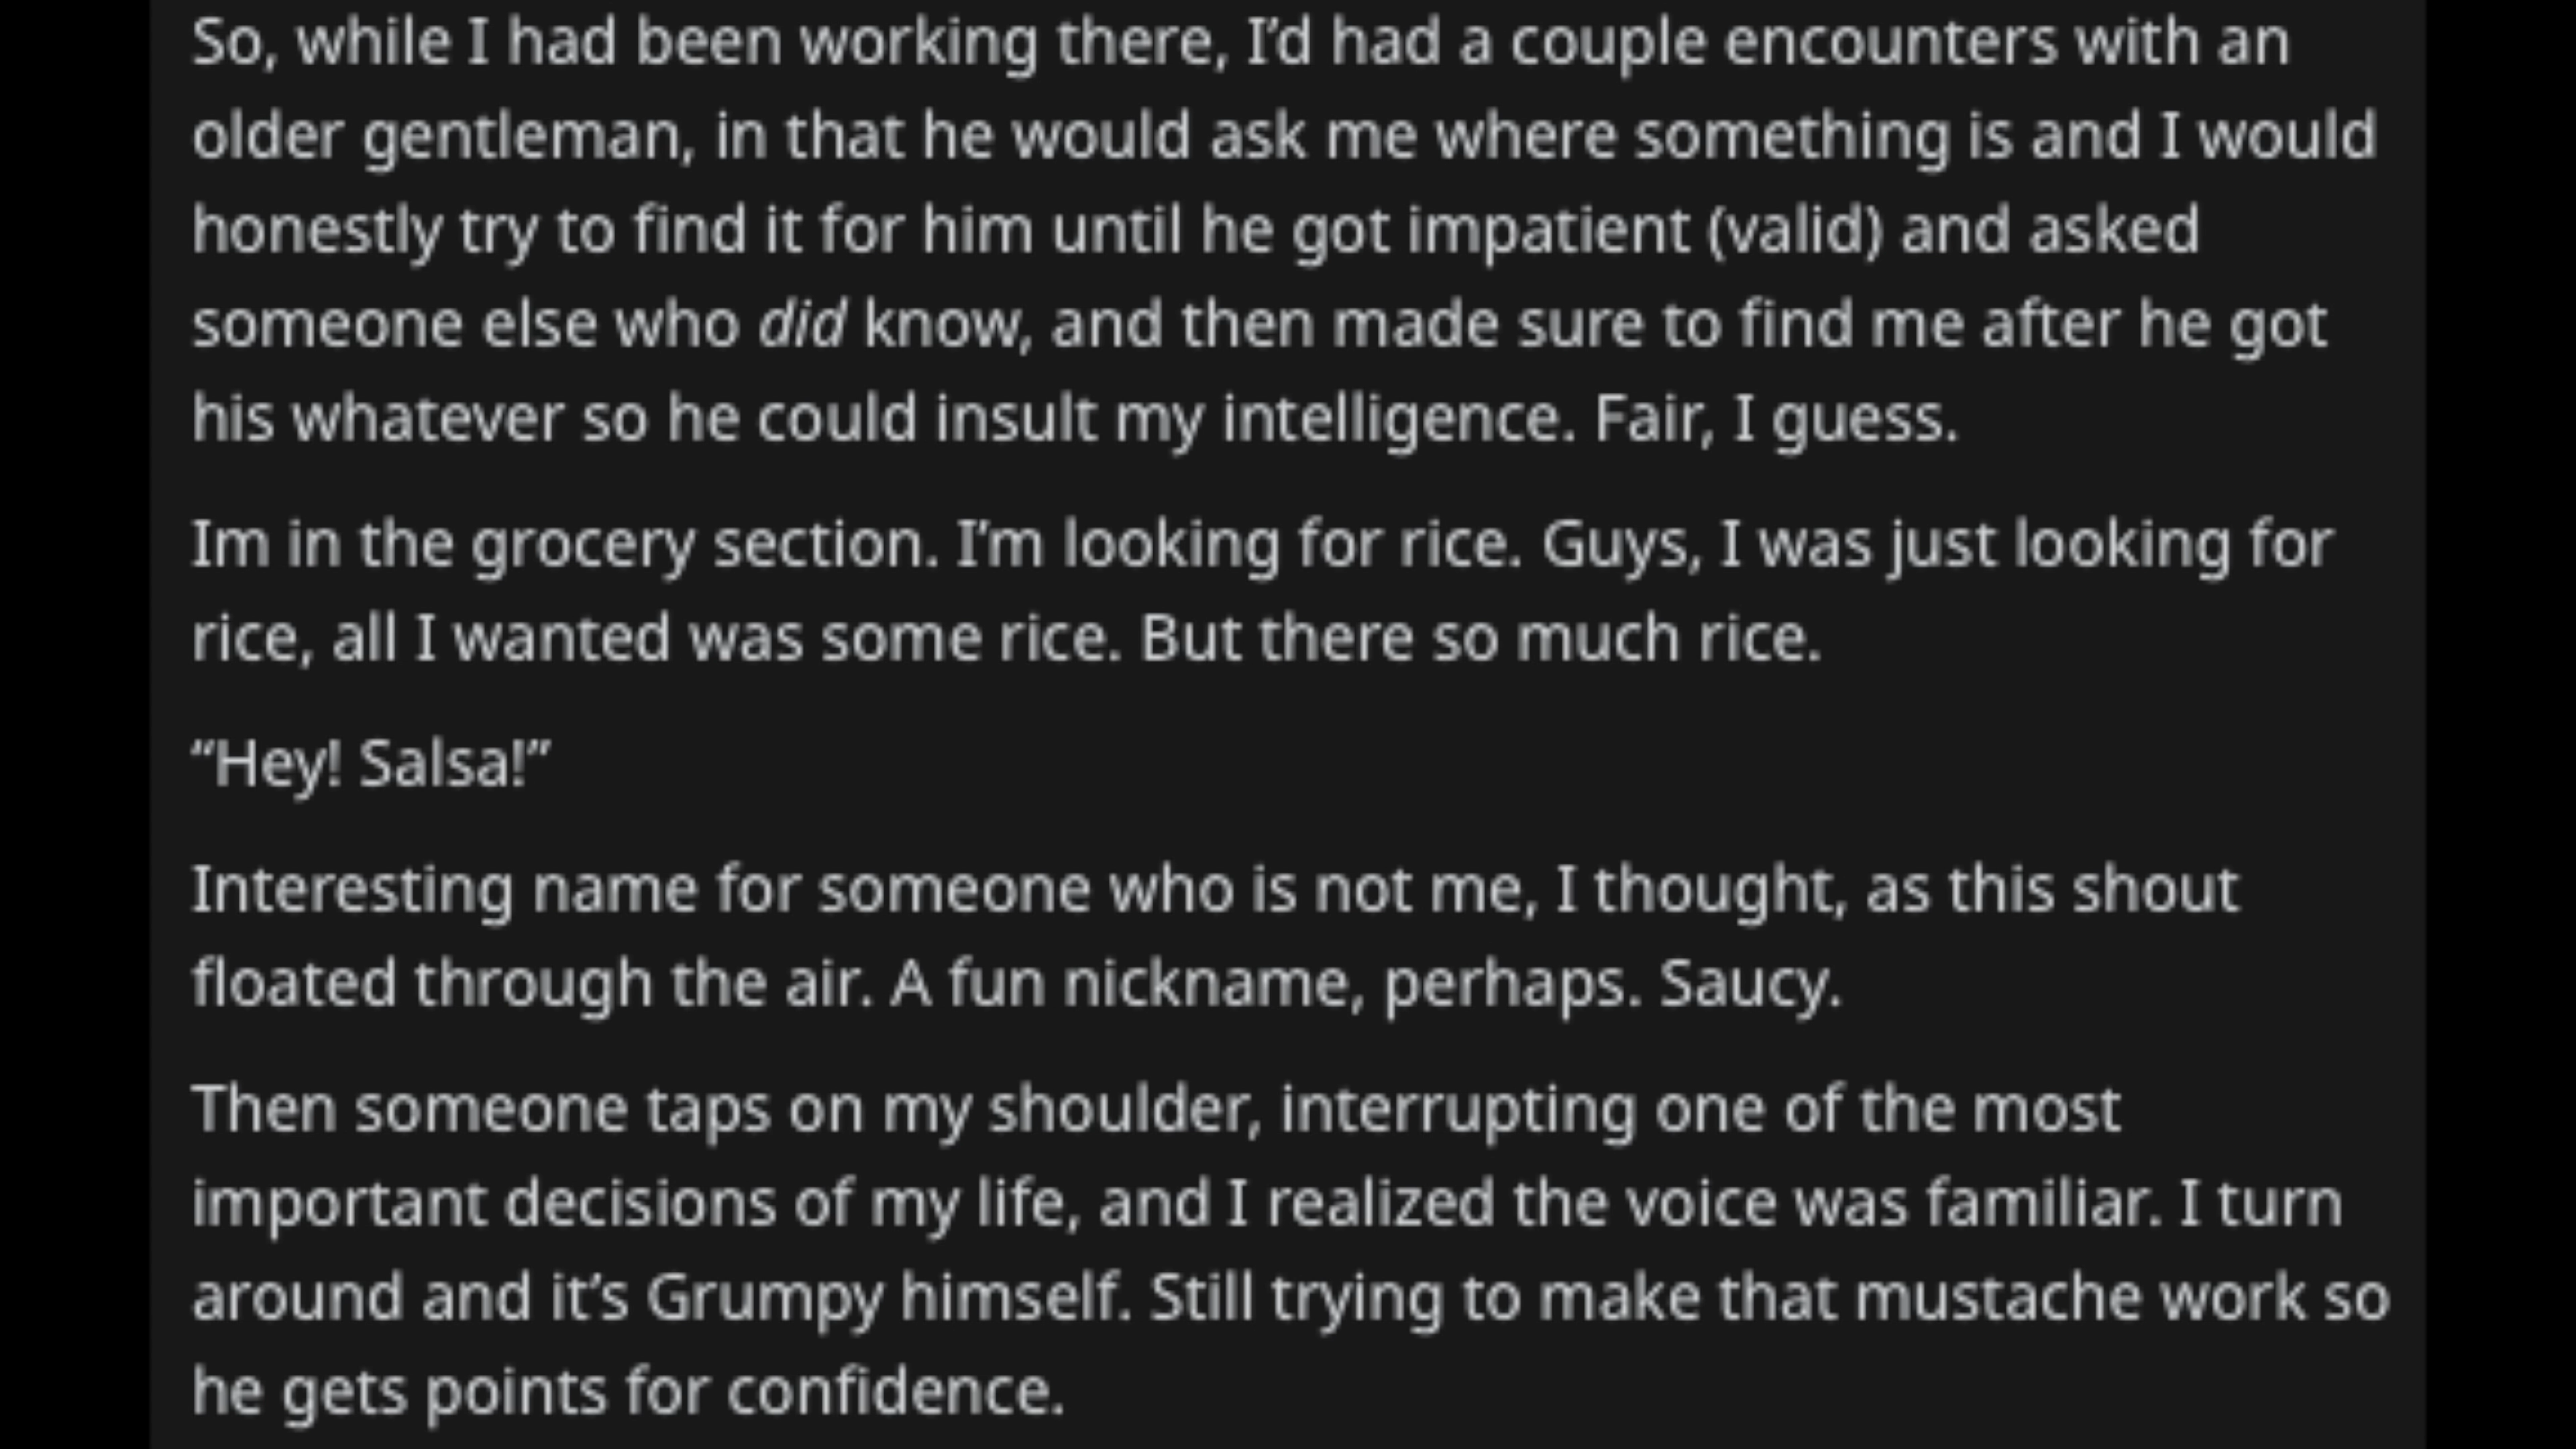 So, while I had been working there, I’d had a couple encounters with an
older gentleman, in that he would ask me where something is and I would
honestly try to find it for him until he got impatient (valid) and asked
someone else who did know, and then made sure to find me after he got
his whatever so he could insult my intelligence. Fair, I guess.
Im in the grocery section. I’m looking for rice. Guys, I was just looking for
rice, all I wanted was some rice. But there so much rice.
“Hey! Salsa!”
Interesting name for someone who is not me, I thought, as this shout
floated through the air. A fun nickname, perhaps. Saucy.
Then someone taps on my shoulder, interrupting one of the most
important decisions of my life, and I realized the voice was familiar. I turn
around and it’s Grumpy himself. Still trying to make that mustache work so
he gets points for confidence.